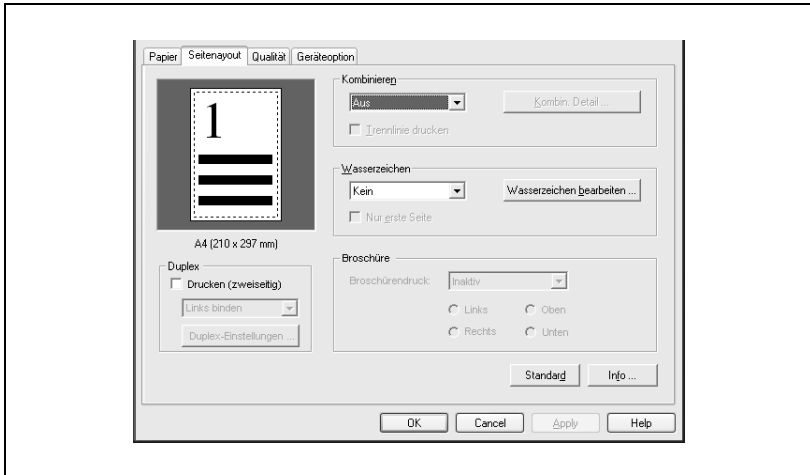 Papier Seitenayout Qualität Geräteoption
1
A4 (210 x 297 mm)
Duplex
Drucken (zweiseitig)
Links binden
Duplex-Einstellungen ...
Kombinieren
Aus
Kombin. Detail ...
Trennlinie drucken
Wasserzeichen
Kein
Wasserzeichen bearbeiten ...
Nur erste Seite
Broschüre
Broschürendruck: Inaktiv
Links Oben
Rechts Unten
Standard Info ...
OK Cancel Apply Help